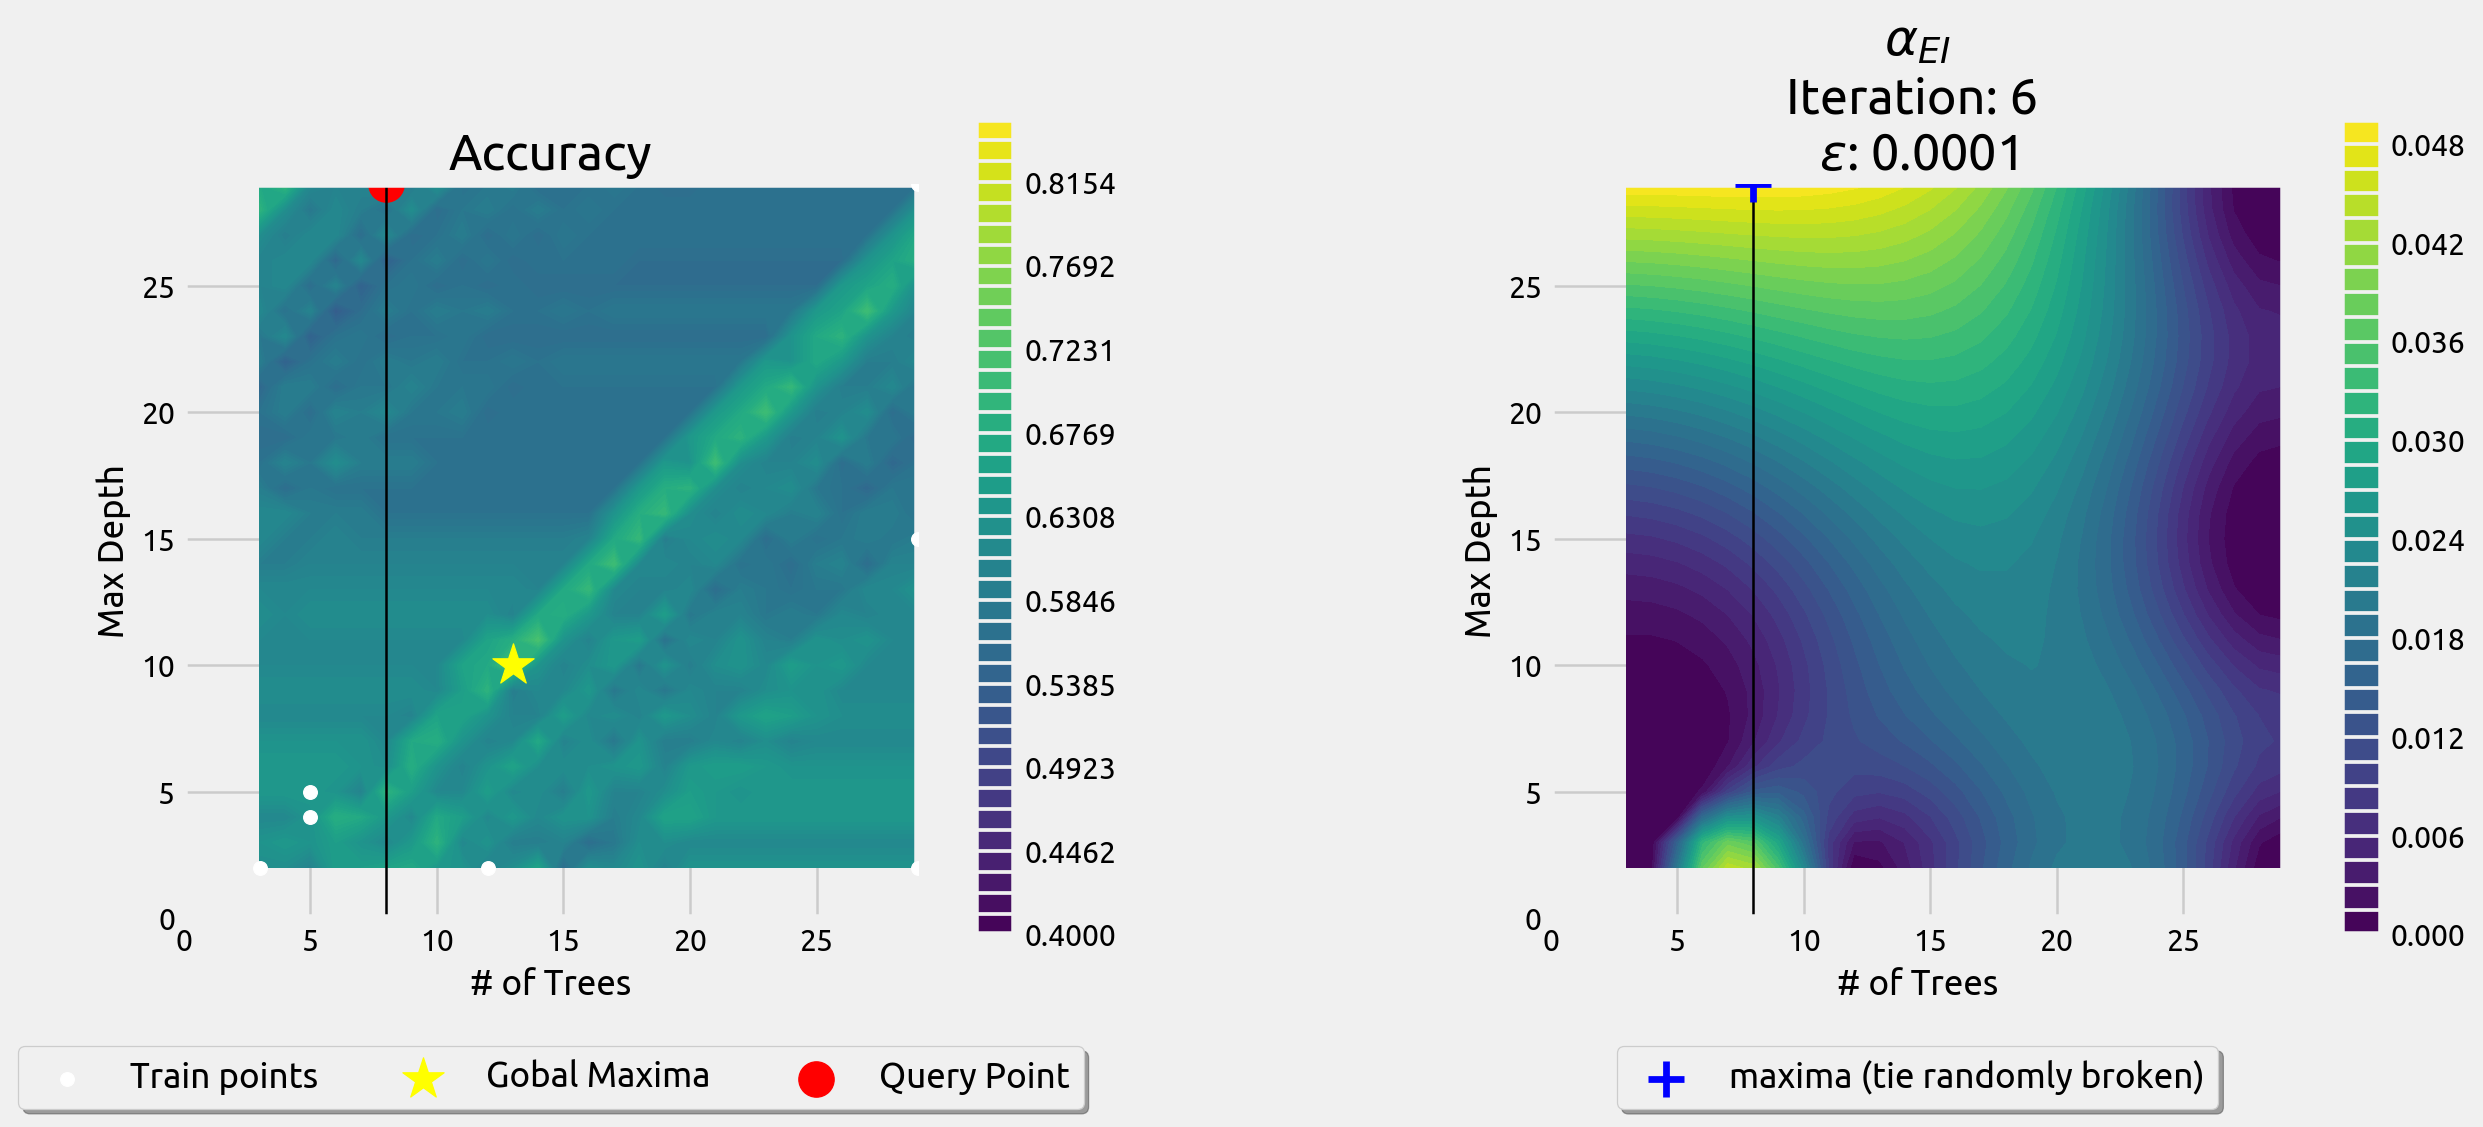 Accuracy
Max Depth
25
20
15
10
5
0
0 5 10 15 20 25
# of Trees
0.8154
0.7692
0.7231
0.6769
0.6308
0.5846
0.5385
0.4923
0.4462
0.4000
Train points
Gobal Maxima
Query Point
α_EI
Iteration: 6
ε: 0.0001
Max Depth
25
20
15
10
5
0
0 5 10 15 20 25
# of Trees
0.048
0.042
0.036
0.030
0.024
0.018
0.012
0.006
0.000
maxima (tie randomly broken)